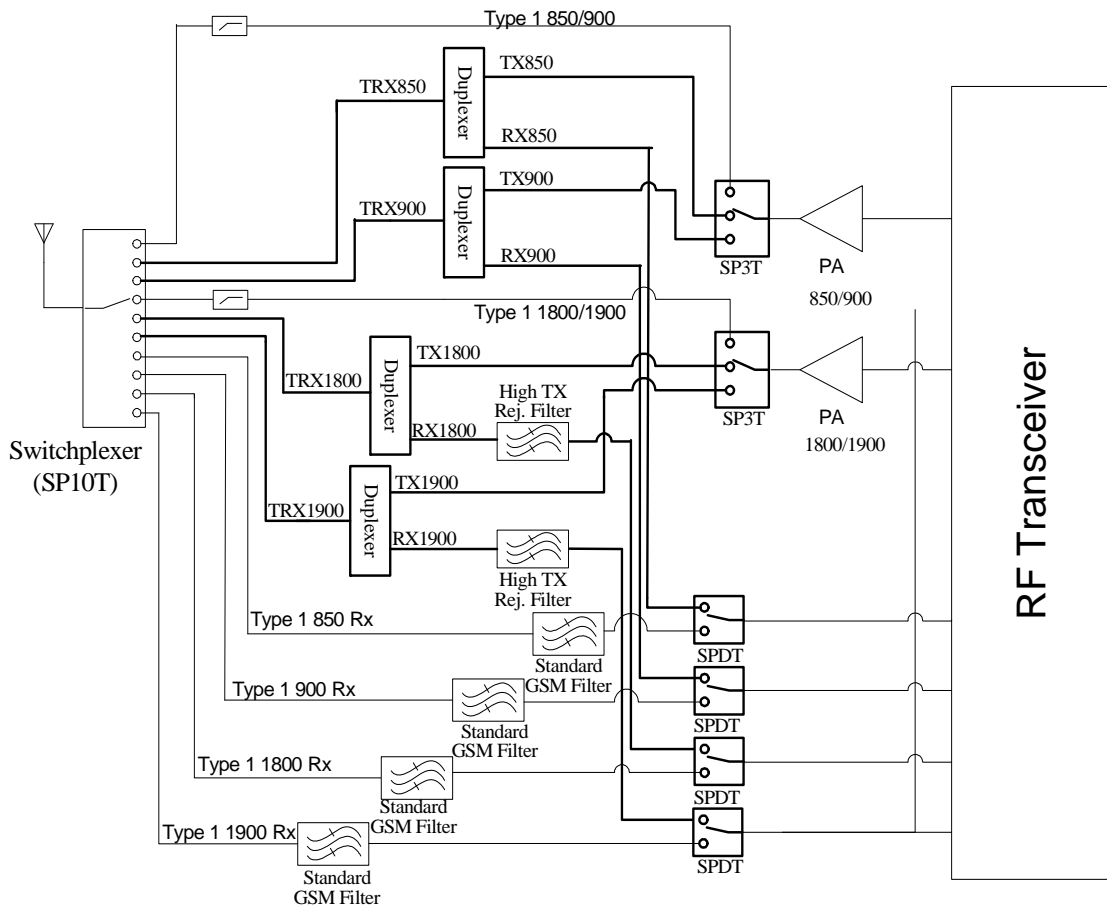 Type 1 850/900
TX850
Duplexer
TRX850
RX850
TX900
Duplexer
TRX900
RX900
SP3T
PA
850/900
Type 1 1800/1900
TX1800
Duplexer
TRX1800
High TX
Rej. Filter
RX1800
SP3T
PA
1800/1900
Switchplexer
(SP10T)
TX1900
Duplexer
TRX1900
RX1900
High TX
Rej. Filter
RF Transceiver
Type 1 850 Rx
Standard
GSM Filter
SPDT
Type 1 900 Rx
Standard
GSM Filter
SPDT
Type 1 1800 Rx
Standard
GSM Filter
SPDT
Type 1 1900 Rx
Standard
GSM Filter
SPDT